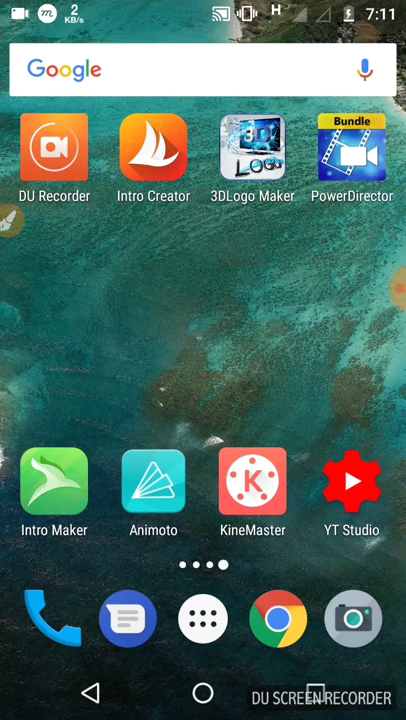 2
KB/s
H
7:11
Google
Bundle
3D
Logo
DU Recorder
Intro Creator
3DLogo Maker
PowerDirector
K
Intro Maker
Animoto
KineMaster
YT Studio
DU SCREEN RECORDER